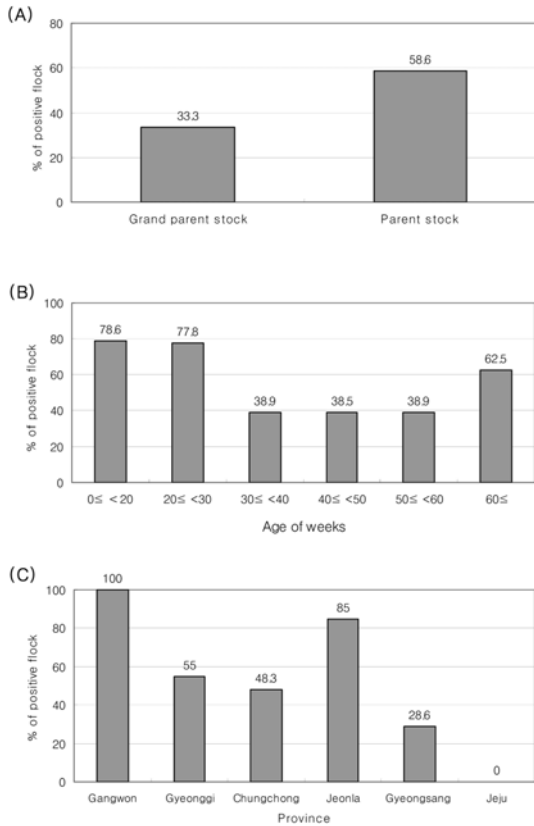 (A)
% of positive flock
80
60
40
20
0
33.3
58.6
Grand parent stock
Parent stock
(B)
% of positive flock
100
80
60
40
20
0
78.6
77.8
38.9
38.5
38.9
62.5
0≤ <20
20≤ <30
30≤ <40
40≤ <50
50≤ <60
60≤
Age of weeks
(C)
% of positive flock
100
80
60
40
20
0
100
55
48.3
85
28.6
0
Gangwon
Gyeonggi
Chungchong
Jeonla
Gyeongsang
Jeju
Province